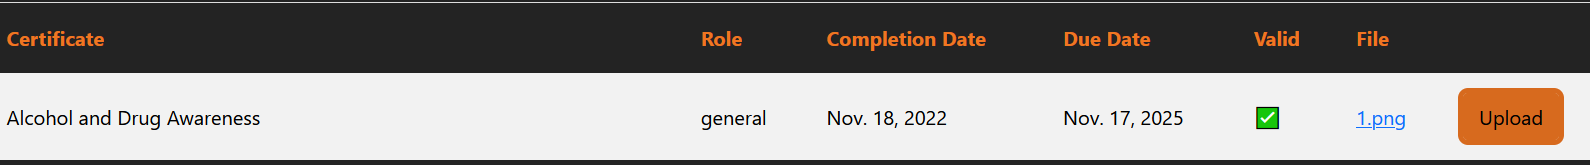 Certificate Role Completion Date Due Date Valid File
Alcohol and Drug Awareness general Nov. 18, 2022 Nov. 17, 2025 ✅ 1.png Upload